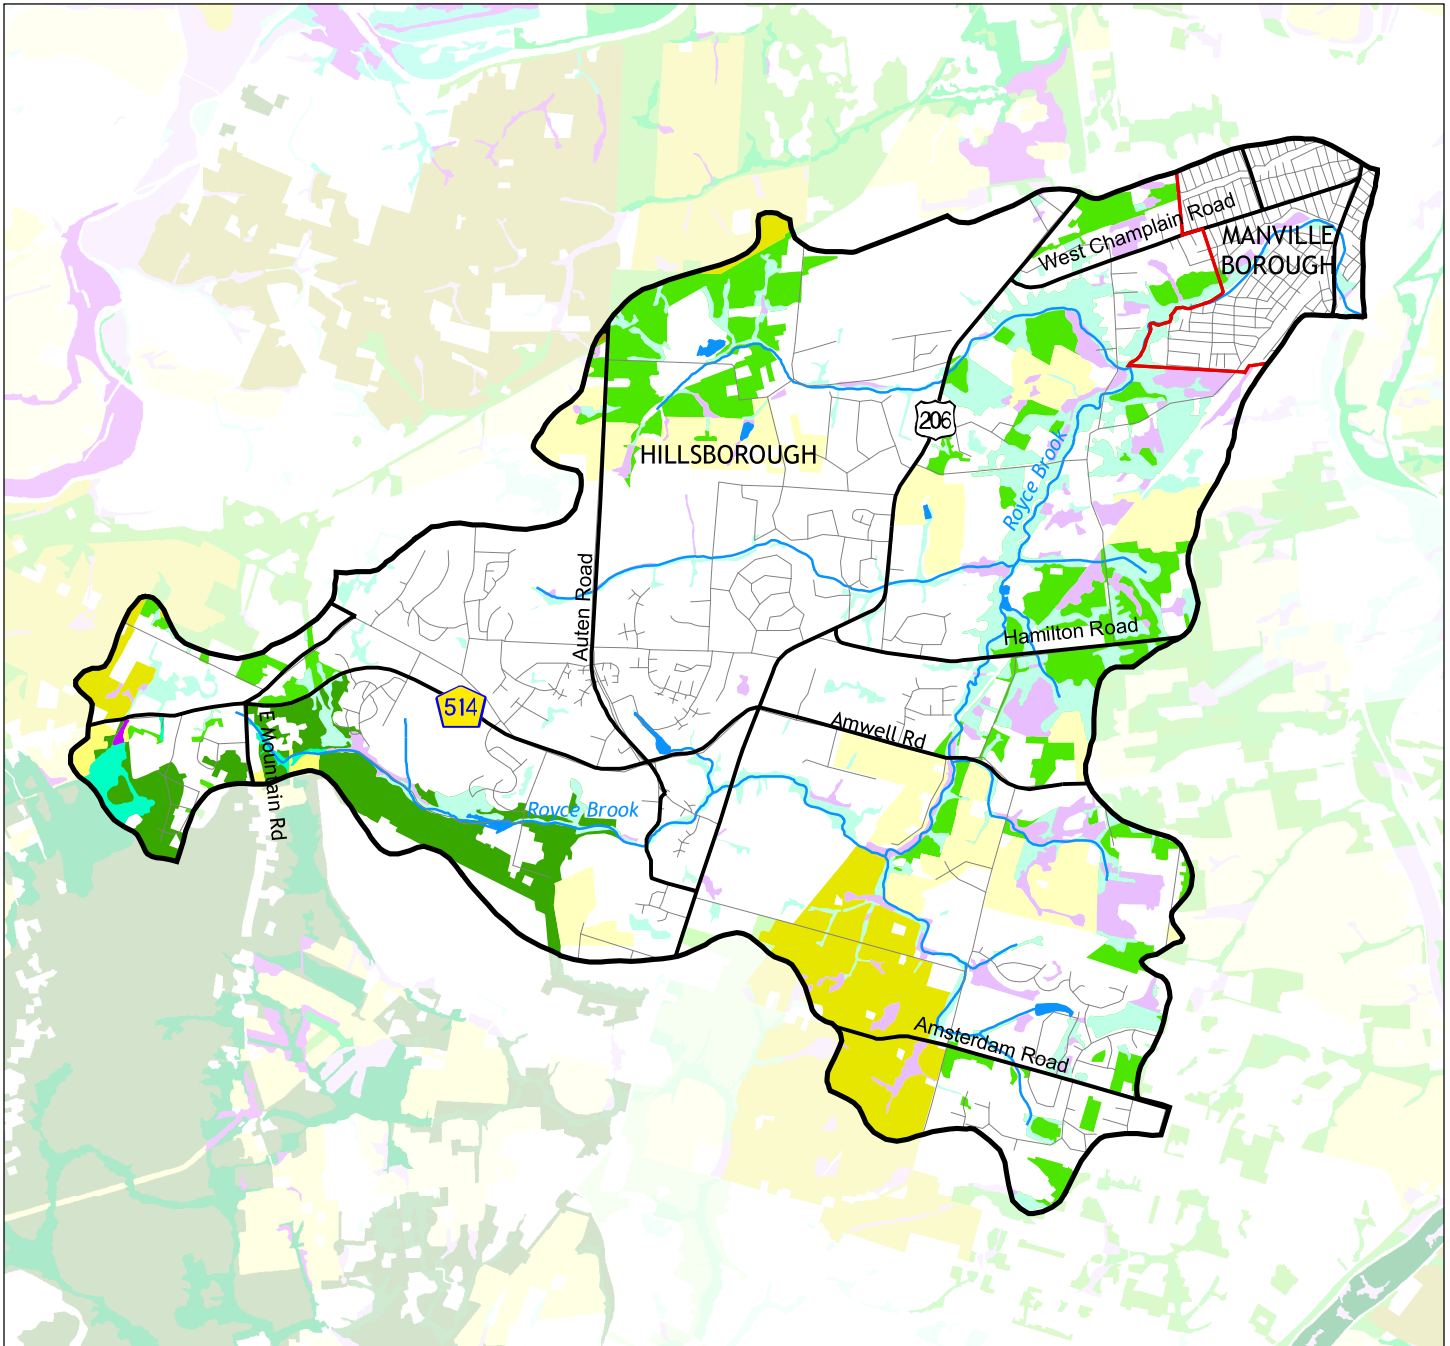 West Champlain Road
MANVILLE
BOROUGH
206
HILLSBOROUGH
Royce Brook
Auten Road
Hamilton Road
514
E Mountain Rd
Amwell Rd
Royce Brook
Amsterdam Road